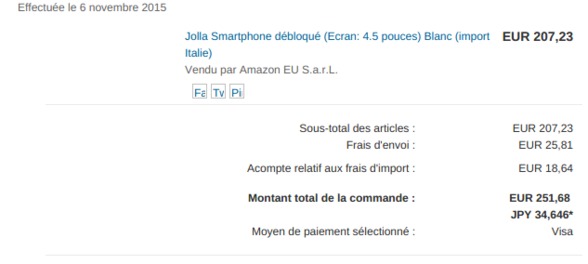 Effectuée le 6 novembre 2015
Jolla Smartphone débloqué (Ecran: 4.5 pouces) Blanc (import EUR 207,23
Italie)
Vendu par Amazon EU S.a.r.L.
Fa Tv Pi
Sous-total des articles : EUR 207,23
Frais d'envoi : EUR 25,81
Acompte relatif aux frais d'import : EUR 18,64
Montant total de la commande : EUR 251,68
JPY 34,646*
Moyen de paiement sélectionné : Visa